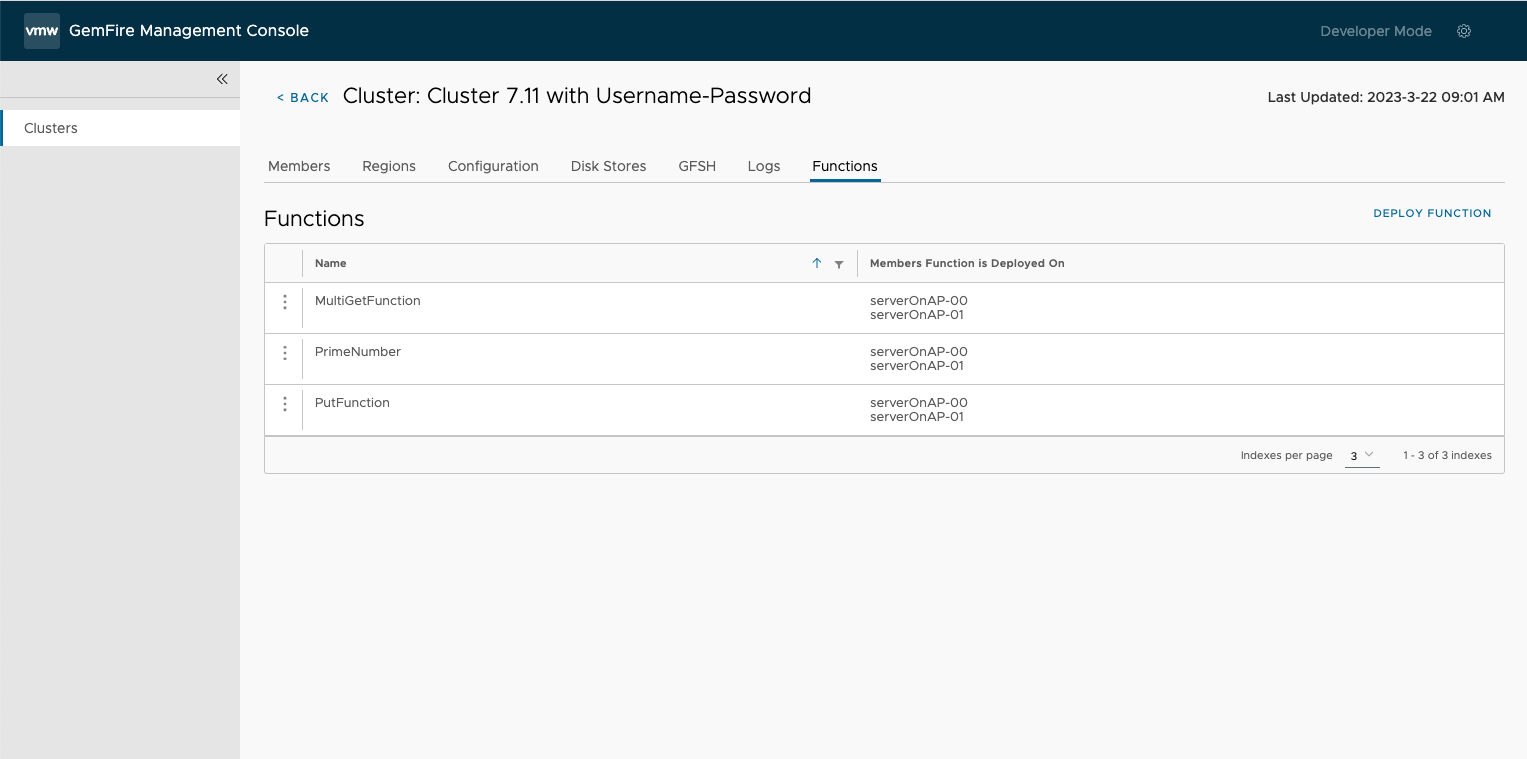 vmw GemFire Management Console
Developer Mode
Clusters
< BACK Cluster: Cluster 7.11 with Username-Password
Last Updated: 2023-3-22 09:01 AM
Members Regions Configuration Disk Stores GFSH Logs Functions
Functions
DEPLOY FUNCTION
Name Members Function is Deployed On
MultiGetFunction serverOnAP-00
serverOnAP-01
PrimeNumber serverOnAP-00
serverOnAP-01
PutFunction serverOnAP-00
serverOnAP-01
Indexes per page 3 1 - 3 of 3 indexes